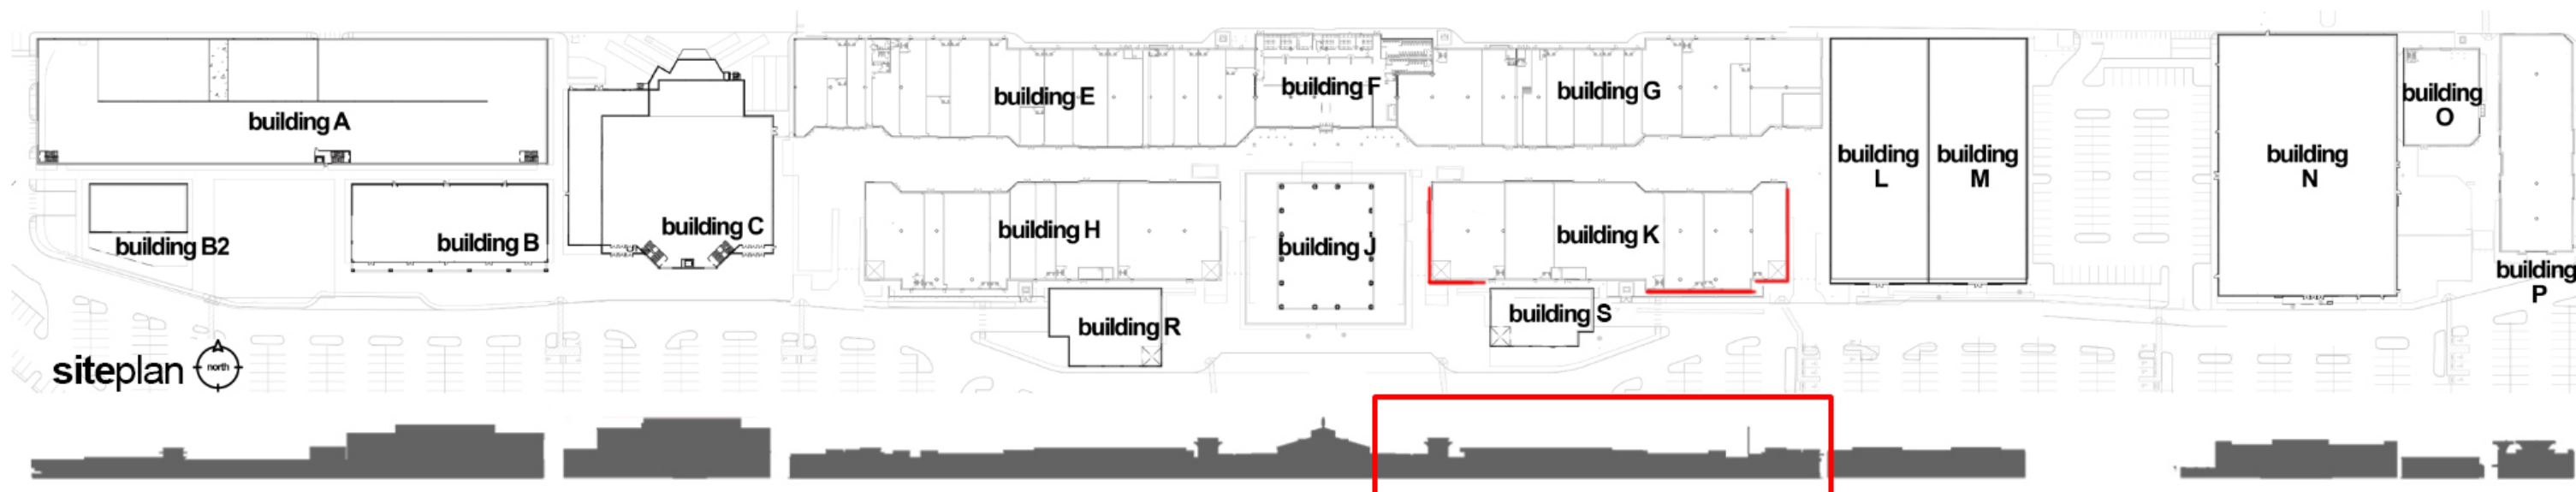 building A
building B2
building B
building C
building E
building F
building G
building H
building J
building K
building R
building S
building
L
building
M
building
N
building
O
building
P
siteplan
north